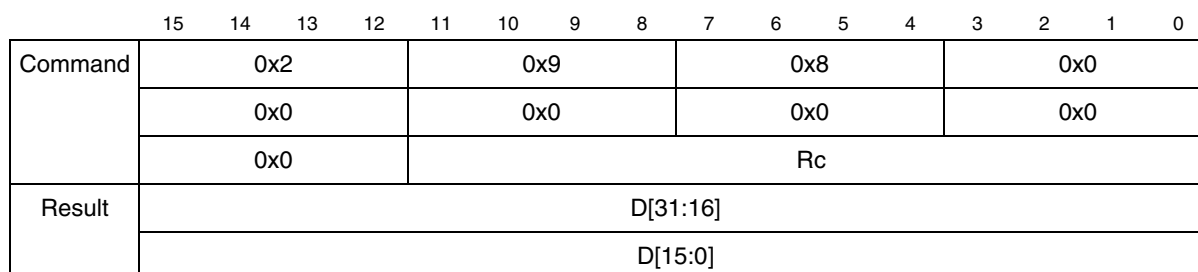 15 14 13 12 11 10 9 8 7 6 5 4 3 2 1 0
Command 0x2 0x9 0x8 0x0
0x0 0x0 0x0 0x0
0x0 Rc
Result D[31:16]
D[15:0]